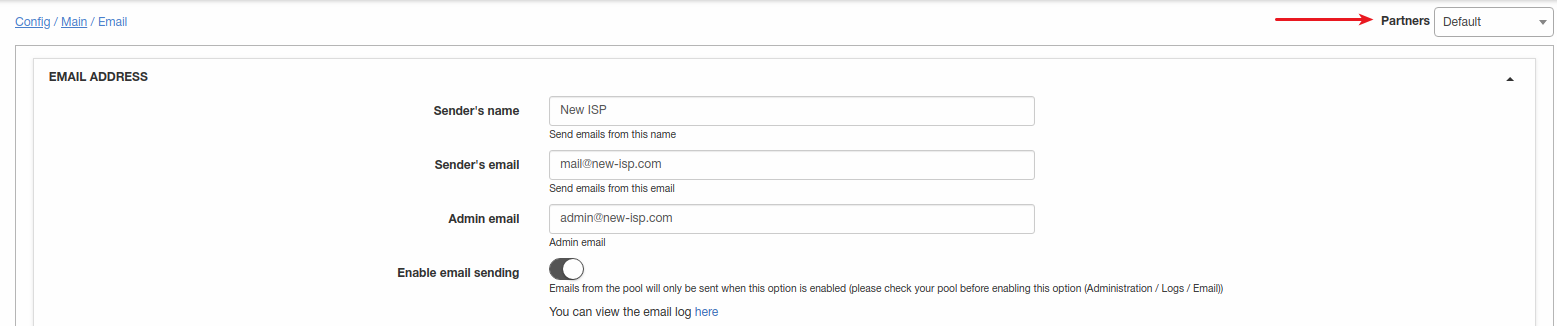 Config / Main / Email
Partners Default
EMAIL ADDRESS
Sender's name New ISP
Send emails from this name
Sender's email mail@new-isp.com
Send emails from this email
Admin email admin@new-isp.com
Admin email
Enable email sending
Emails from the pool will only be sent when this option is enabled (please check your pool before enabling this option (Administration / Logs / Email))
You can view the email log here